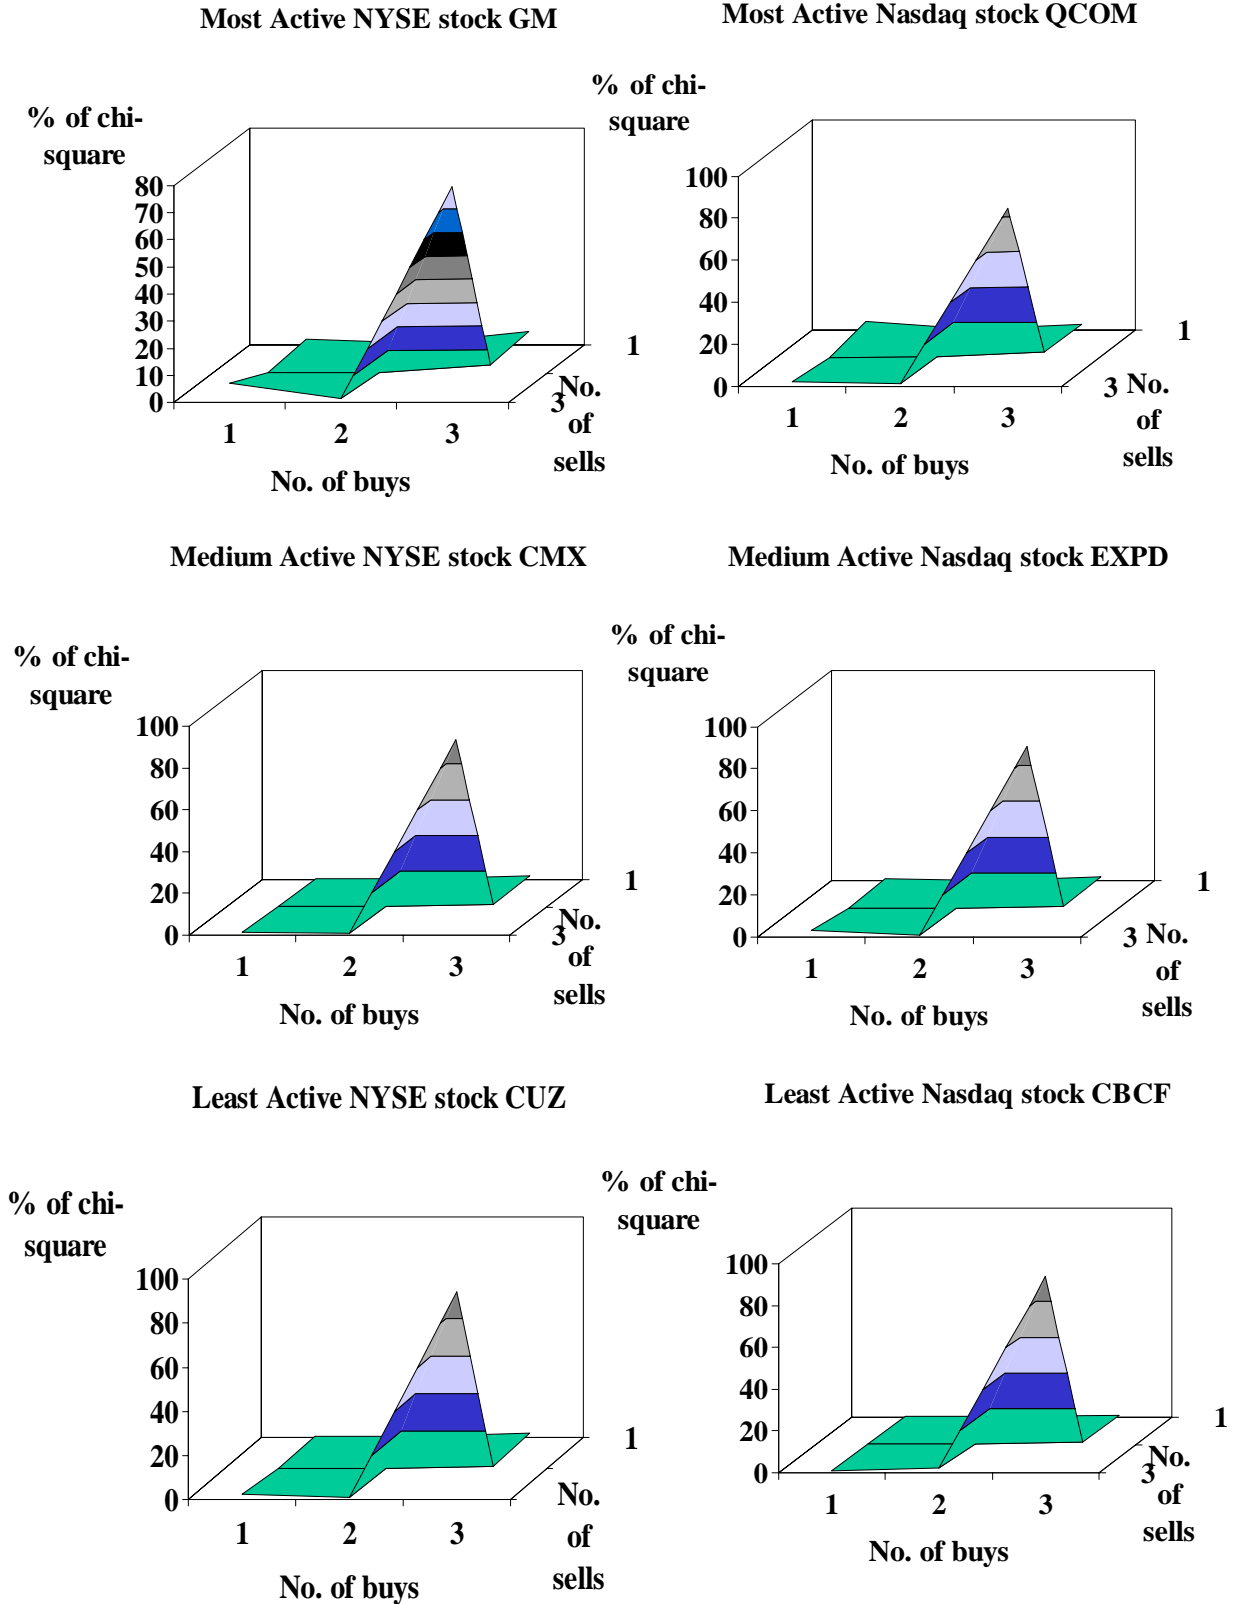 Most Active NYSE stock GM
% of chi-
square
80
70
60
50
40
30
20
10
0
1
2
3
No. of buys
1
3
No.
of
sells
Most Active Nasdaq stock QCOM
% of chi-
square
100
80
60
40
20
0
1
2
3
No. of buys
1
3
No.
of
sells
Medium Active NYSE stock CMX
% of chi-
square
100
80
60
40
20
0
1
2
3
No. of buys
1
3
No.
of
sells
Medium Active Nasdaq stock EXPD
% of chi-
square
100
80
60
40
20
0
1
2
3
No. of buys
1
3
No.
of
sells
Least Active NYSE stock CUZ
% of chi-
square
100
80
60
40
20
0
1
2
3
No. of buys
1
No.
of
sells
Least Active Nasdaq stock CBCF
% of chi-
square
100
80
60
40
20
0
1
2
3
No. of buys
1
3
No.
of
sells